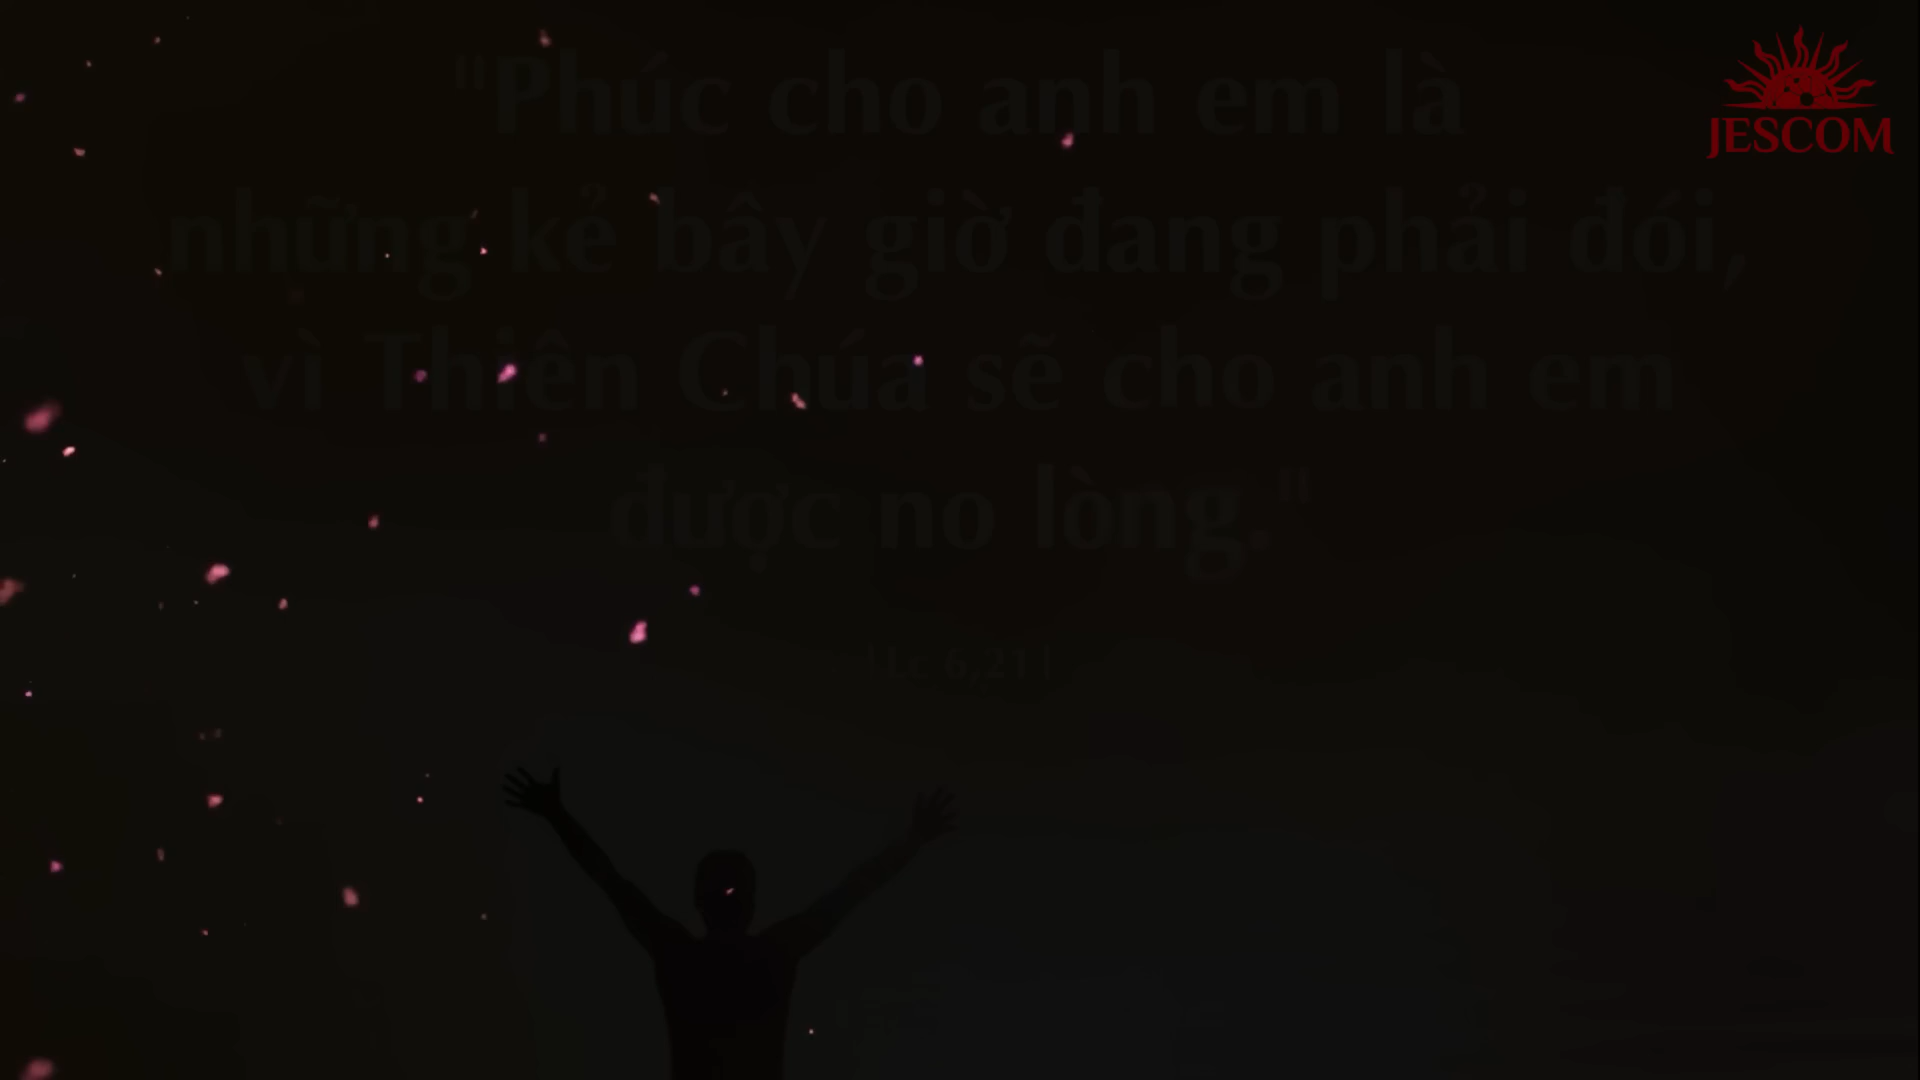 JESCOM
"Phúc cho anh em là
những kẻ bây giờ đang phải đói,
vì Thiên Chúa sẽ cho anh em
được no lòng."
Lc 6,21